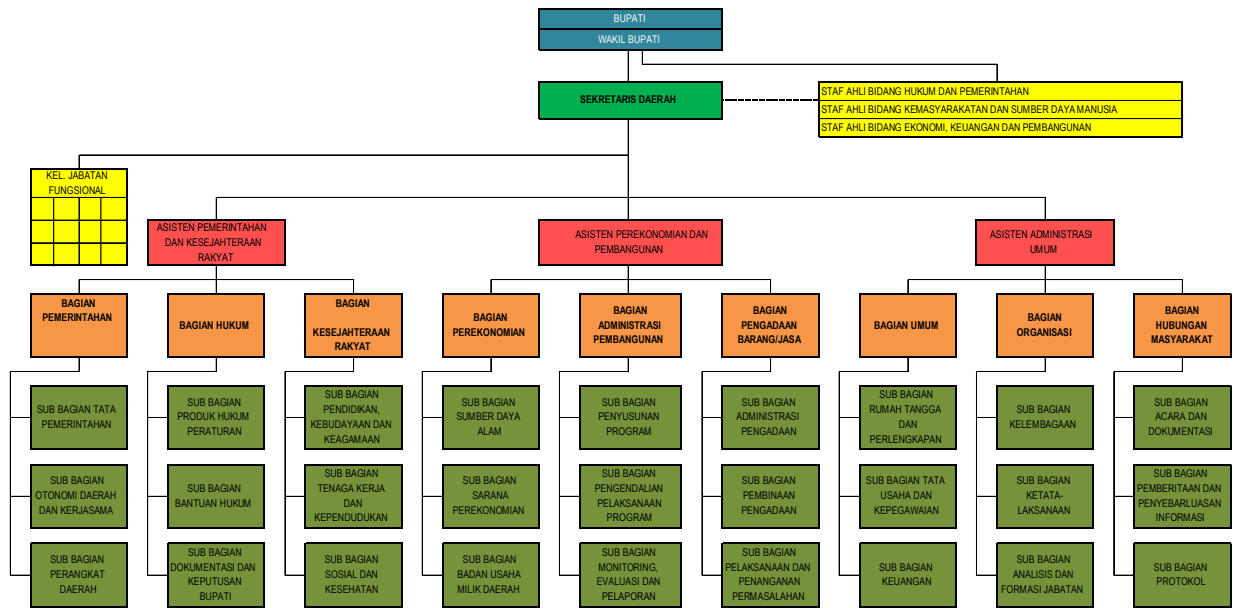 BUPATI
WAKIL BUPATI
SEKRETARIS DAERAH
STAF AHLI BIDANG HUKUM DAN PEMERINTAHAN
STAF AHLI BIDANG KEMASYARAKATAN DAN SUMBER DAYA MANUSIA
STAF AHLI BIDANG EKONOMI, KEUANGAN DAN PEMBANGUNAN
KEL. JABATAN
FUNGSIONAL
ASISTEN PEMERINTAHAN
DAN KESEJAHTERAAN
RAKYAT
ASISTEN PEREKONOMIAN DAN
PEMBANGUNAN
ASISTEN ADMINISTRASI
UMUM
BAGIAN
PEMERINTAHAN
BAGIAN HUKUM
BAGIAN
KESEJAHTERAAN
RAKYAT
BAGIAN
PEREKONOMIAN
BAGIAN
ADMINISTRASI
PEMBANGUNAN
BAGIAN
PENGADAAN
BARANG/JASA
BAGIAN UMUM
BAGIAN
ORGANISASI
BAGIAN
HUBUNGAN
MASYARAKAT
SUB BAGIAN TATA
PEMERINTAHAN
SUB BAGIAN
PRODUK HUKUM
PERATURAN
SUB BAGIAN
PENDIDIKAN,
KEBUDAYAAN DAN
KEAGAMAAN
SUB BAGIAN
SUMBER DAYA
ALAM
SUB BAGIAN
PENYUSUNAN
PROGRAM
SUB BAGIAN
ADMINISTRASI
PENGADAAN
SUB BAGIAN
RUMAH TANGGA
DAN
PERLENGKAPAN
SUB BAGIAN
KELEMBAGAAN
SUB BAGIAN
ACARA DAN
DOKUMENTASI
SUB BAGIAN
OTONOMI DAERAH
DAN KERJASAMA
SUB BAGIAN
BANTUAN HUKUM
SUB BAGIAN
TENAGA KERJA
DAN
KEPENDUDUKAN
SUB BAGIAN
SARANA
PEREKONOMIAN
SUB BAGIAN
PENGENDALIAN
PELAKSANAAN
PROGRAM
SUB BAGIAN
PEMBINAAN
PENGADAAN
SUB BAGIAN TATA
USAHA DAN
KEPEGAWAIAN
SUB BAGIAN
KETATA-
LAKSANAAN
SUB BAGIAN
PEMBERITAAN DAN
PENYEBARLUASAN
INFORMASI
SUB BAGIAN
PERANGKAT
DAERAH
SUB BAGIAN
DOKUMENTASI DAN
KEPUTUSAN
BUPATI
SUB BAGIAN
SOSIAL DAN
KESEHATAN
SUB BAGIAN
BADAN USAHA
MILIK DAERAH
SUB BAGIAN
MONITORING,
EVALUASI DAN
PELAPORAN
SUB BAGIAN
PELAKSANAAN DAN
PENANGANAN
PERMASALAHAN
SUB BAGIAN
KEUANGAN
SUB BAGIAN
ANALISIS DAN
FORMASI JABATAN
SUB BAGIAN
PROTOKOL